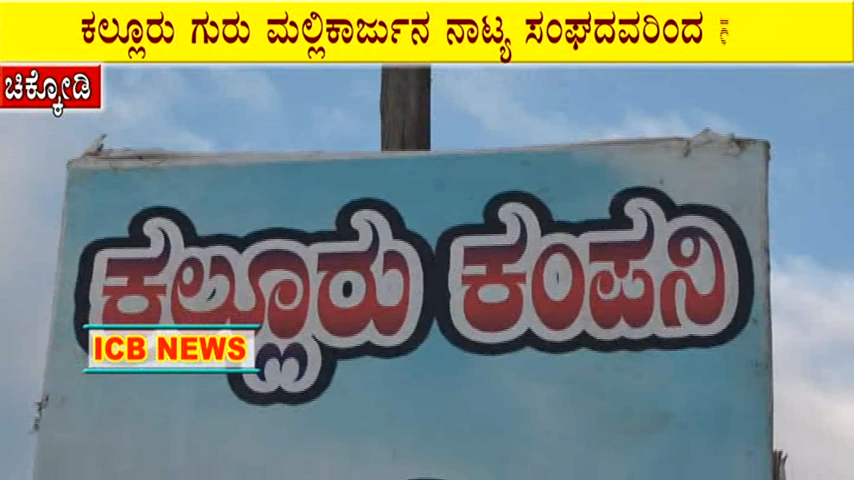 ಕಲ್ಲೂರು ಗುರು ಮಲ್ಲಿಕಾರ್ಜುನ ನಾಟ್ಯ ಸಂಘದವರಿಂದ
ಚಿಕ್ಕೋಡಿ
ಕಲ್ಲೂರು ಕಂಪನಿ
ICB NEWS